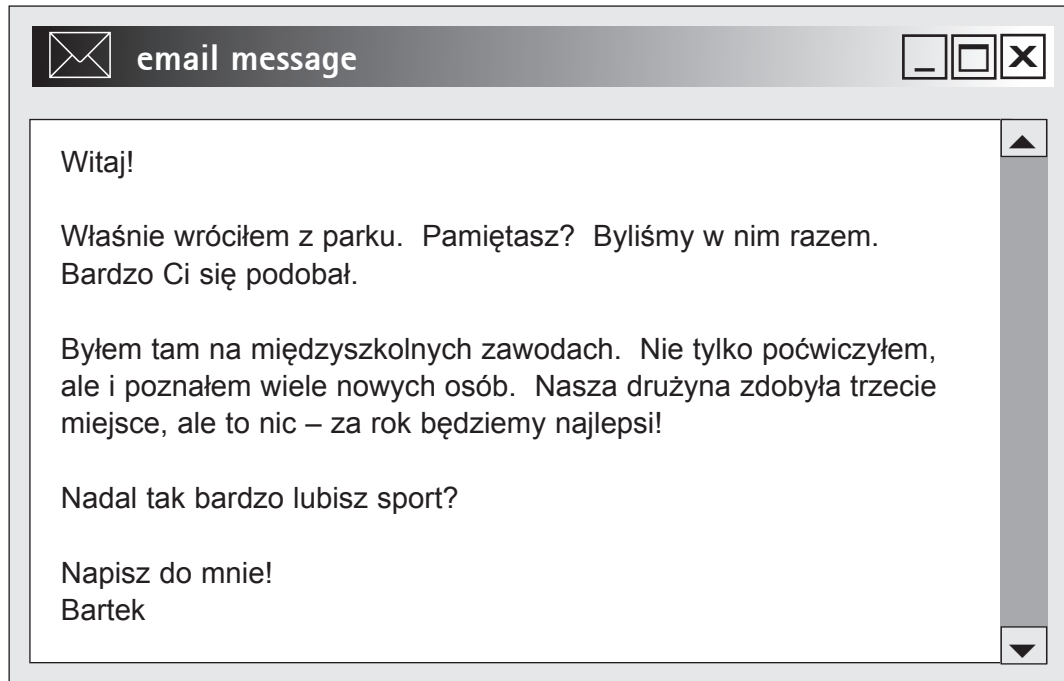 email message
Witaj!
Właśnie wróciłem z parku.  Pamiętasz?  Byliśmy w nim razem.
Bardzo Ci się podobał.
Byłem tam na międzyszkolnych zawodach.  Nie tylko poćwiczyłem,
ale i poznałem wiele nowych osób.  Nasza drużyna zdobyła trzecie
miejsce, ale to nic – za rok będziemy najlepsi!
Nadal tak bardzo lubisz sport?
Napisz do mnie!
Bartek